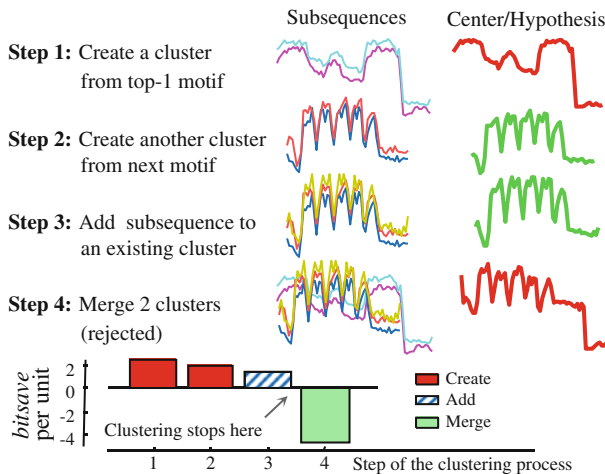 Subsequences Center/Hypothesis
Step 1: Create a cluster
from top-1 motif
Step 2: Create another cluster
from next motif
Step 3: Add subsequence to
an existing cluster
Step 4: Merge 2 clusters
(rejected)
bitsave
per unit
2
0
-2
-4
Clustering stops here
Create
Add
Merge
1 2 3 4 Step of the clustering process